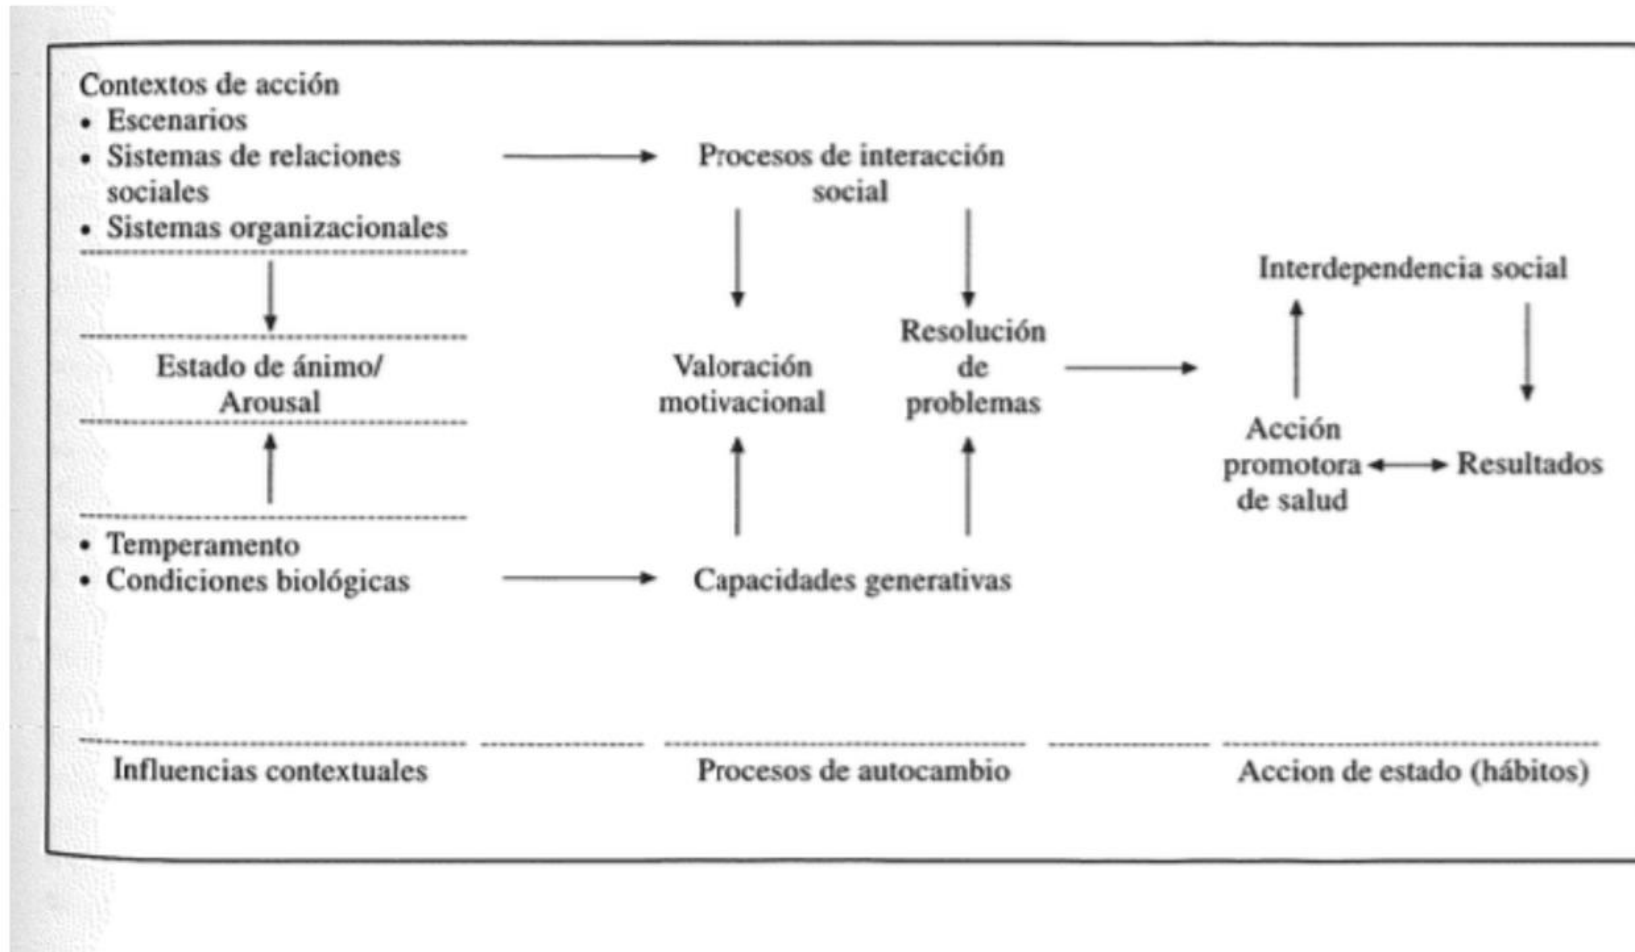 Contextos de acción
• Escenarios
• Sistemas de relaciones
sociales
• Sistemas organizacionales
Procesos de interacción
social
Interdependencia social
Estado de ánimo/
Arousal
Valoración
motivacional
Resolución
de
problemas
Acción
promotora
de salud
Resultados
• Temperamento
• Condiciones biológicas
Capacidades generativas
Influencias contextuales
Procesos de autocambio
Accion de estado (hábitos)